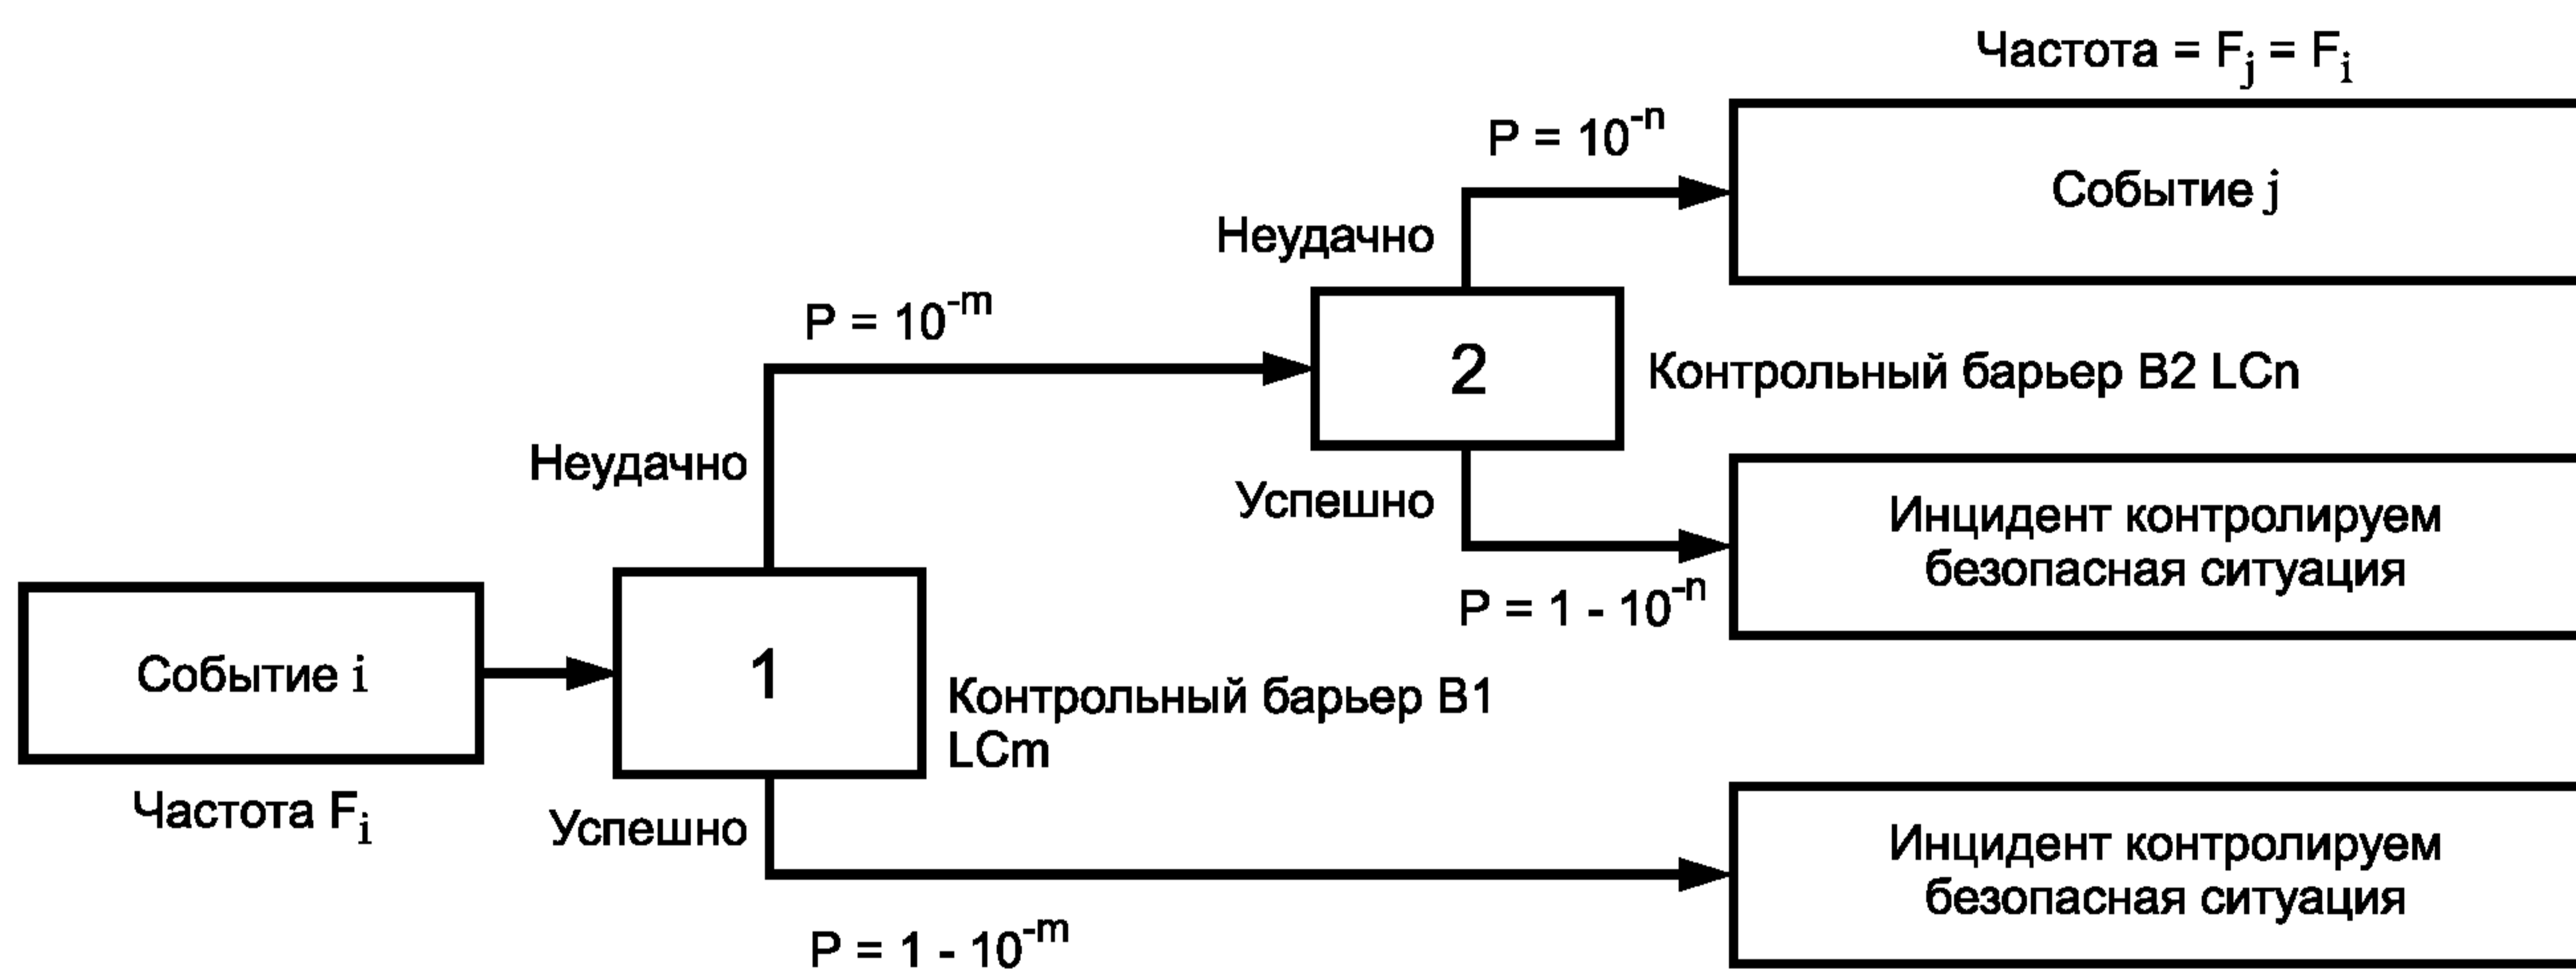 Частота = Fj = Fi
P = 10-n
Событие j
Неудачно
P = 10-m
2
Контрольный барьер B2 LCn
Неудачно
Успешно
Инцидент контролируем
безопасная ситуация
P = 1 - 10-n
Событие i
1
Контрольный барьер B1
LCm
Частота Fi
Успешно
Инцидент контролируем
безопасная ситуация
P = 1 - 10-m